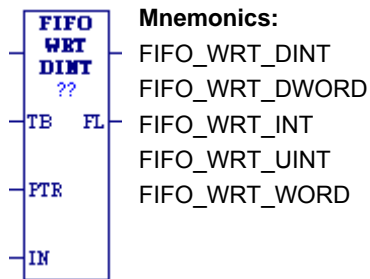 FIFO
WRT
DINT
??
TB FL
PTR
IN
Mnemonics:
FIFO_WRT_DINT
FIFO_WRT_DWORD
FIFO_WRT_INT
FIFO_WRT_UINT
FIFO_WRT_WORD